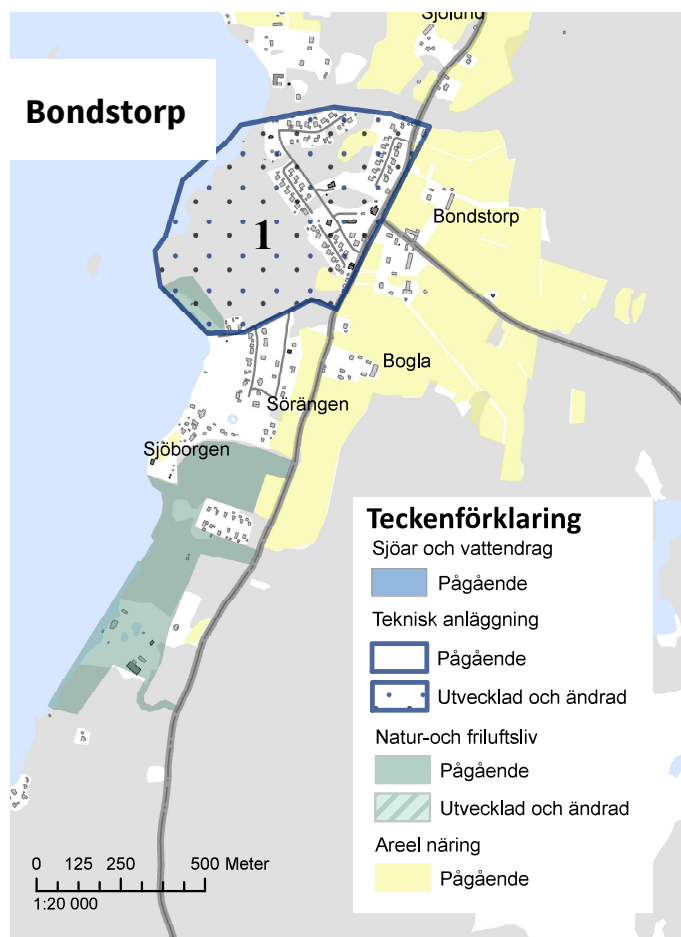 Sjölund
Bondstorp
Bondstorp
1
Bogla
Sörängen
Sjöborgen
Teckenförklaring
Sjöar och vattendrag
Pågående
Teknisk anläggning
Pågående
Utvecklad och ändrad
Natur-och friluftsliv
Pågående
Utvecklad och ändrad
Areel näring
Pågående
0 125 250 500 Meter
1:20 000